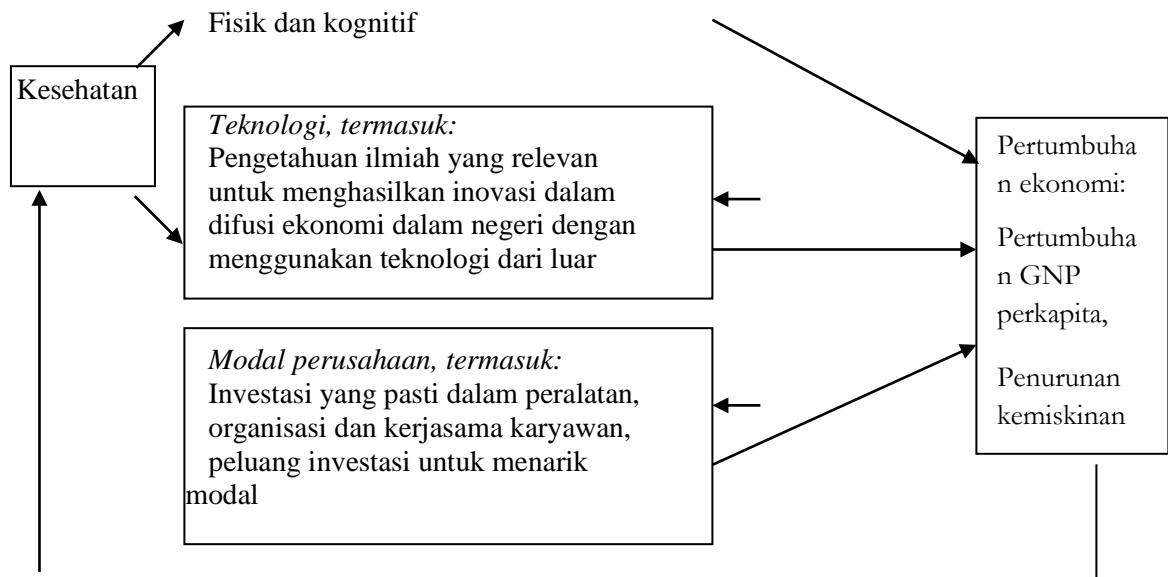 Fisik dan kognitif
Kesehatan
Teknologi, termasuk:
Pengetahuan ilmiah yang relevan
untuk menghasilkan inovasi dalam
difusi ekonomi dalam negeri dengan
menggunakan teknologi dari luar
Modal perusahaan, termasuk:
Investasi yang pasti dalam peralatan,
organisasi dan kerjasama karyawan,
peluang investasi untuk menarik
modal
Pertumbuha
n ekonomi:
Pertumbuha
n GNP
perkapita,
Penurunan
kemiskinan